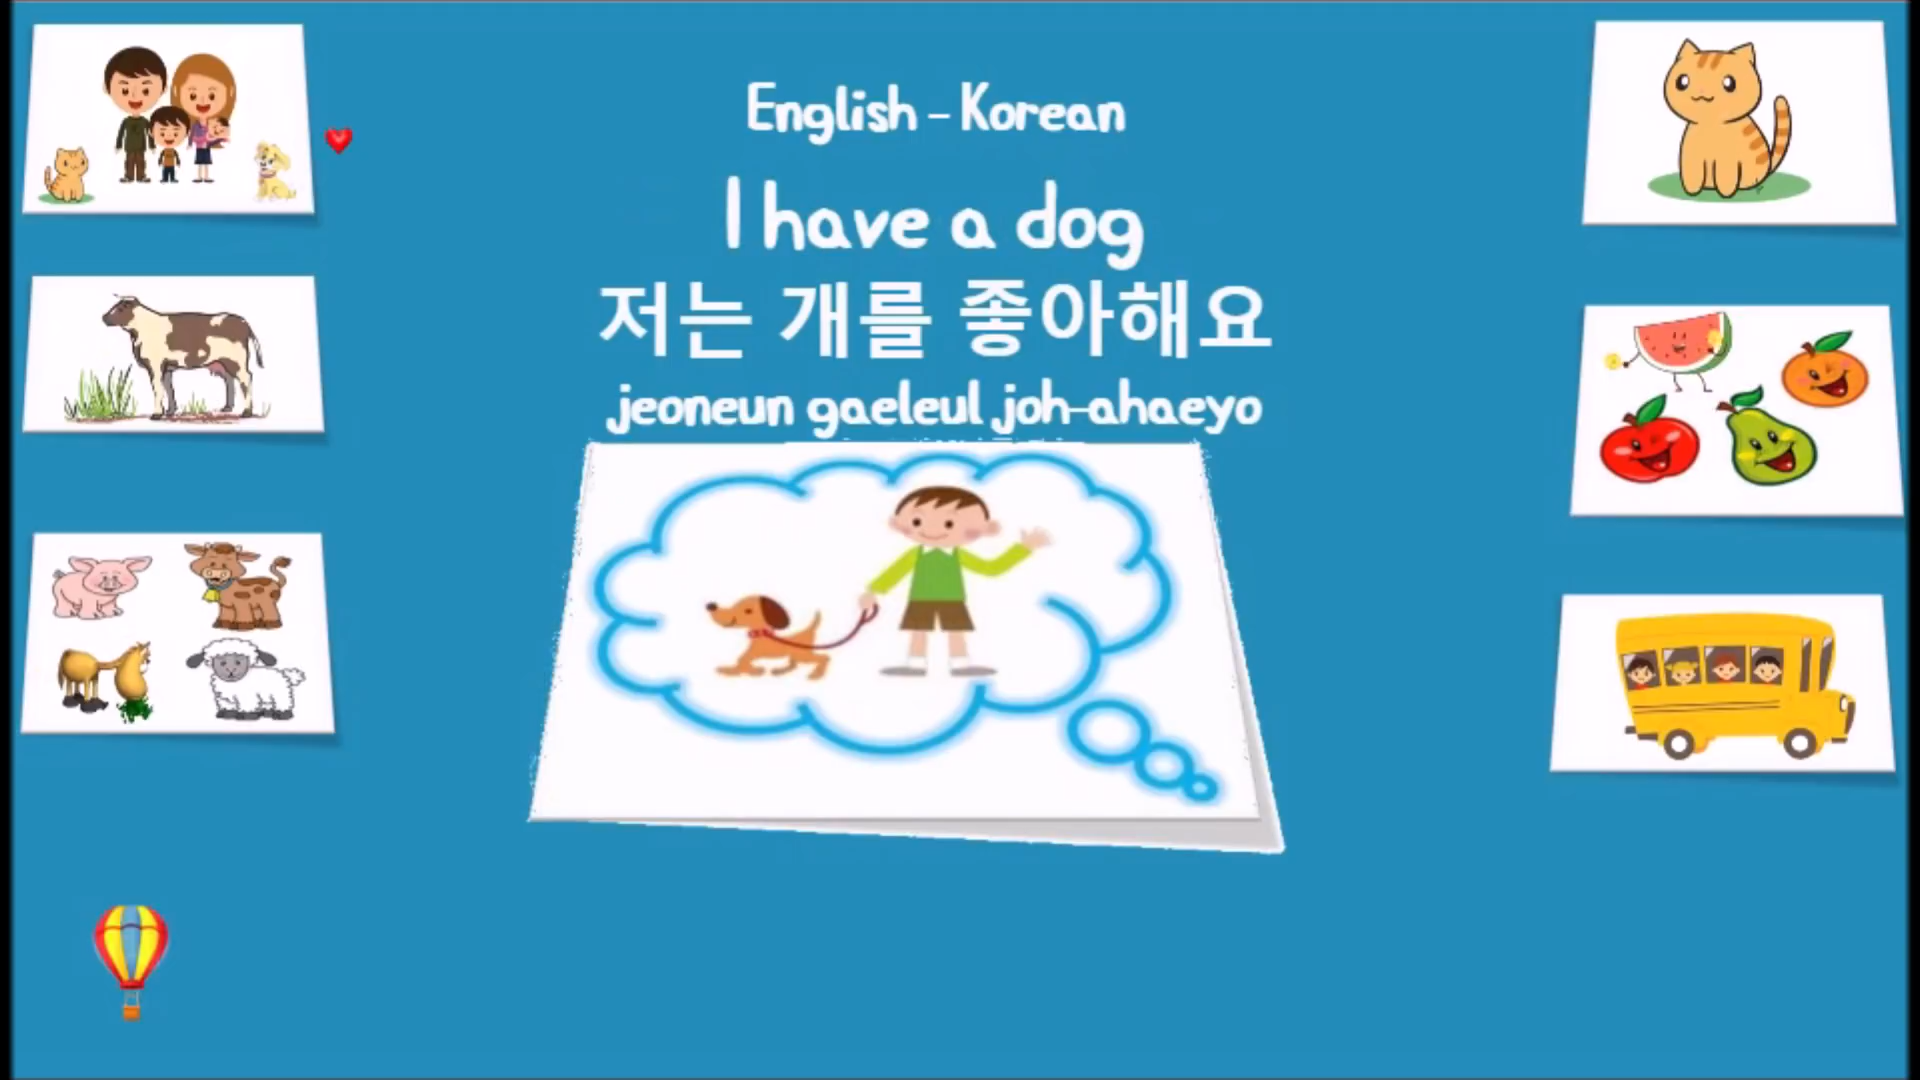 English - Korean
I have a dog
저는 개를 좋아해요
jeoneun gaeleul joh-ahaeyo